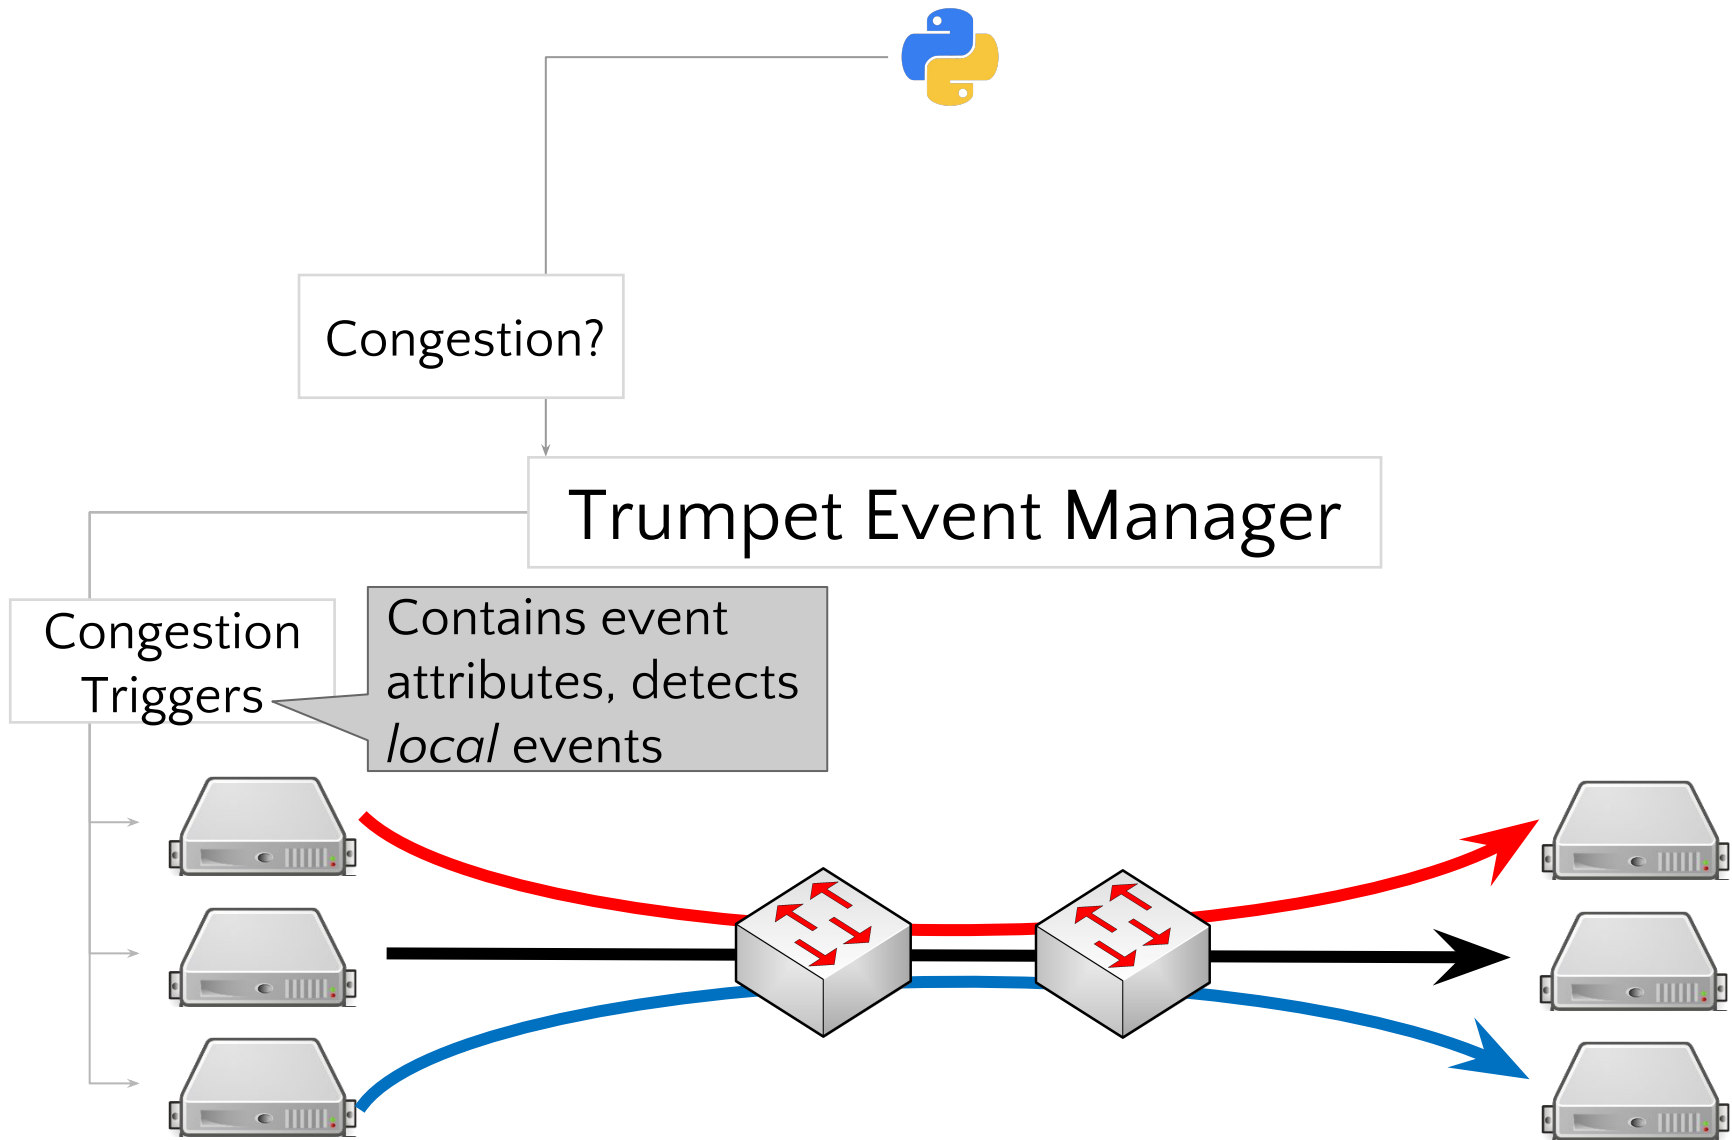 Congestion?
Trumpet Event Manager
Congestion
Triggers
Contains event
attributes, detects
local events